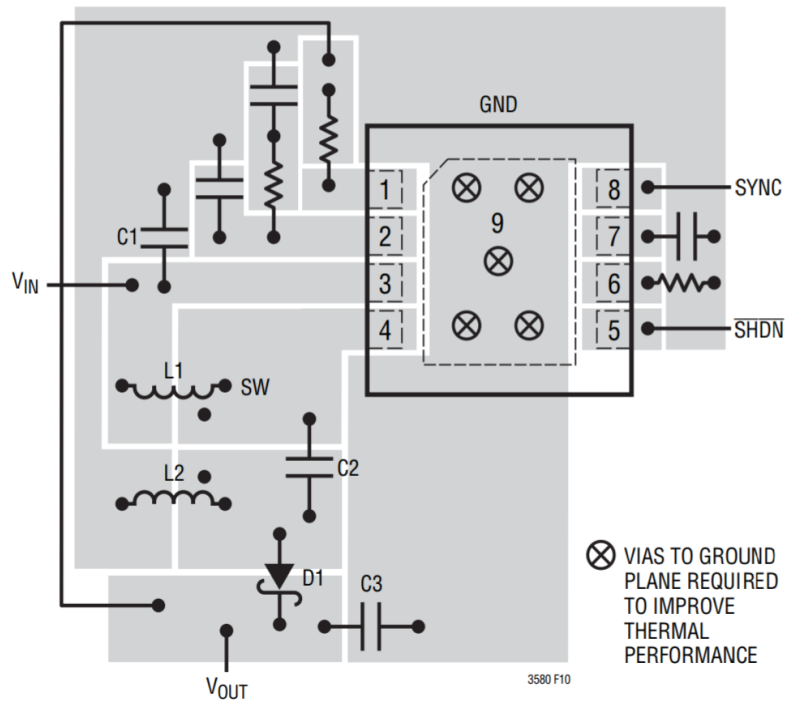 GND
1
8
SYNC
9
C1
2
7
VIN
3
6
4
5
SHDN
L1
SW
L2
C2
D1
C3
VIAS TO GROUND
PLANE REQUIRED
TO IMPROVE
THERMAL
PERFORMANCE
VOUT
3580 F10